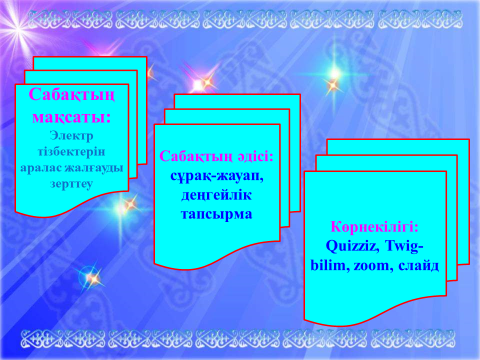 Сабақтың
мақсаты:
Электр
тізбектерін
аралас жалғауды
зерттеу
Сабақтың әдісі:
сұрақ-жауап,
деңгейлік
тапсырма
Көрнекілігі:
Quizziz, Twig-
bilim, zoom, слайд